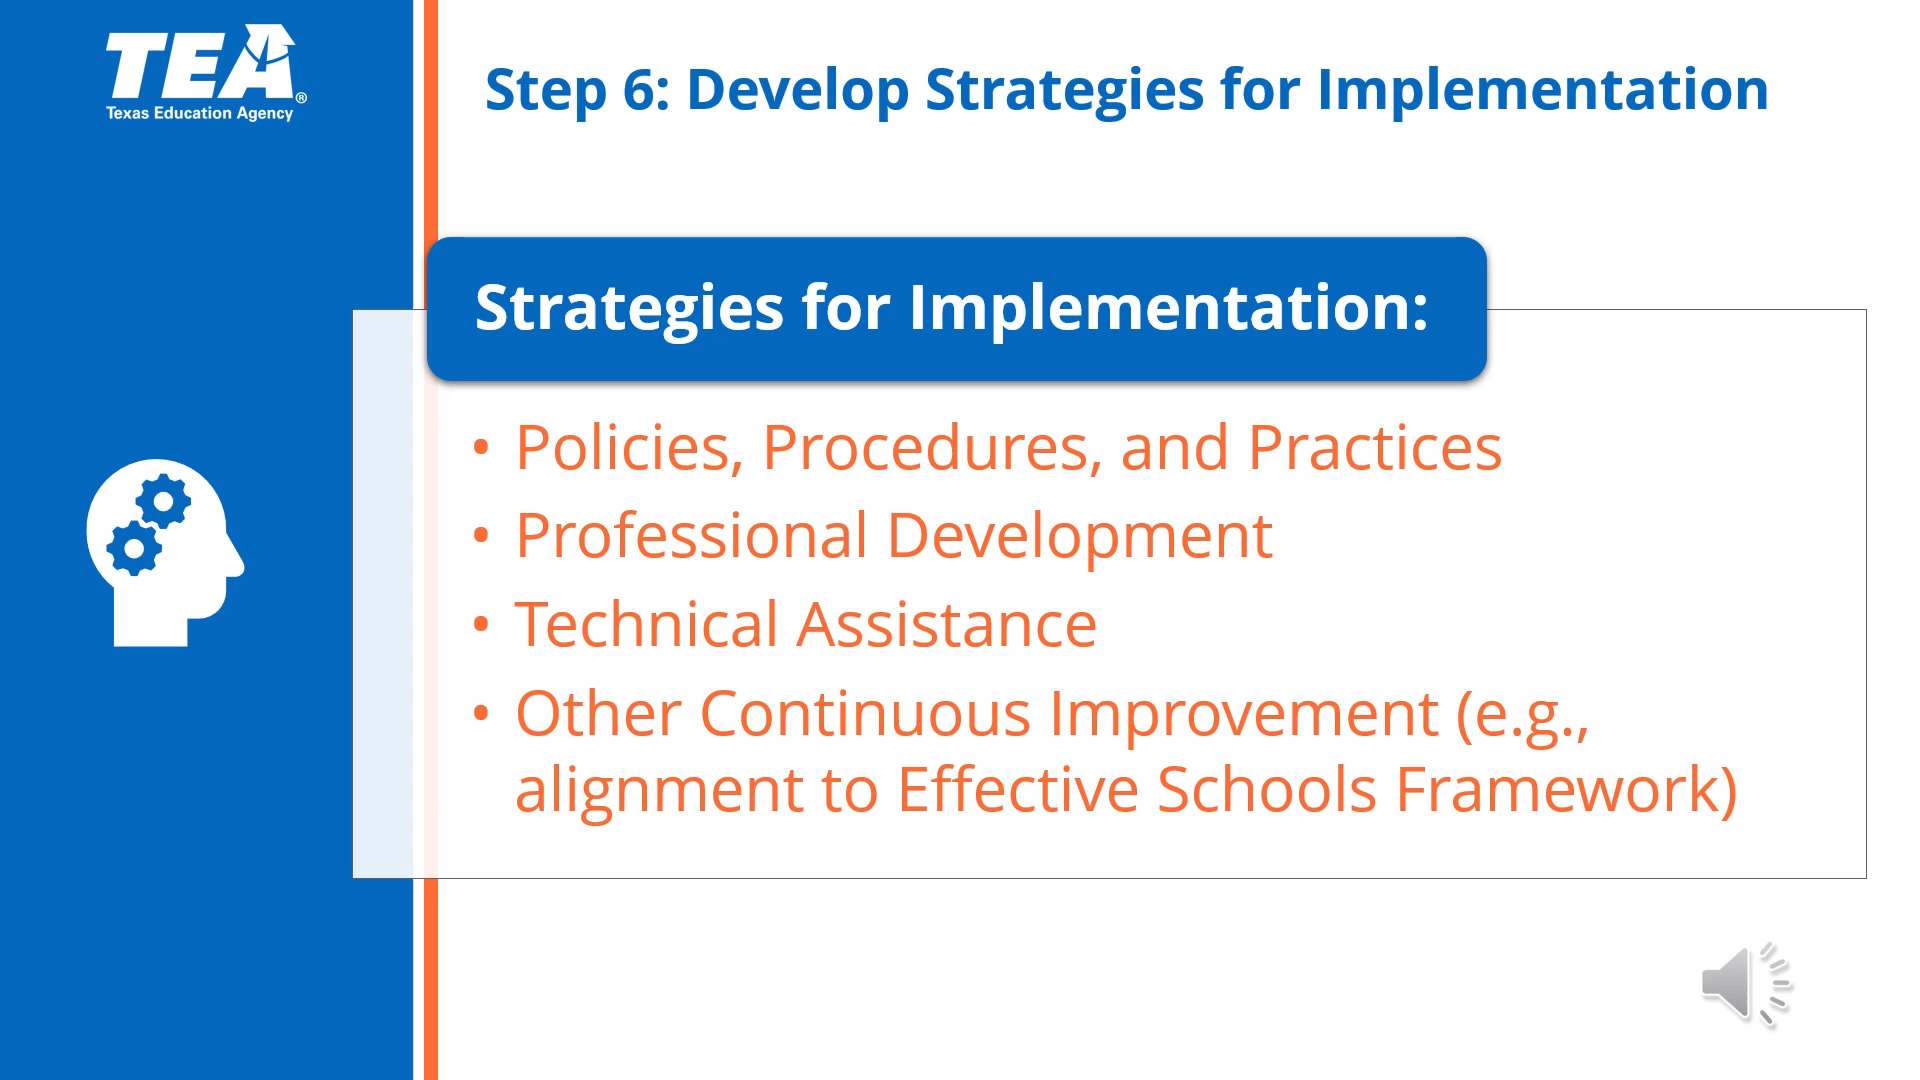 TEA®
Texas Education Agency
Step 6: Develop Strategies for Implementation
Strategies for Implementation:
• Policies, Procedures, and Practices
• Professional Development
• Technical Assistance
• Other Continuous Improvement (e.g.,
alignment to Effective Schools Framework)